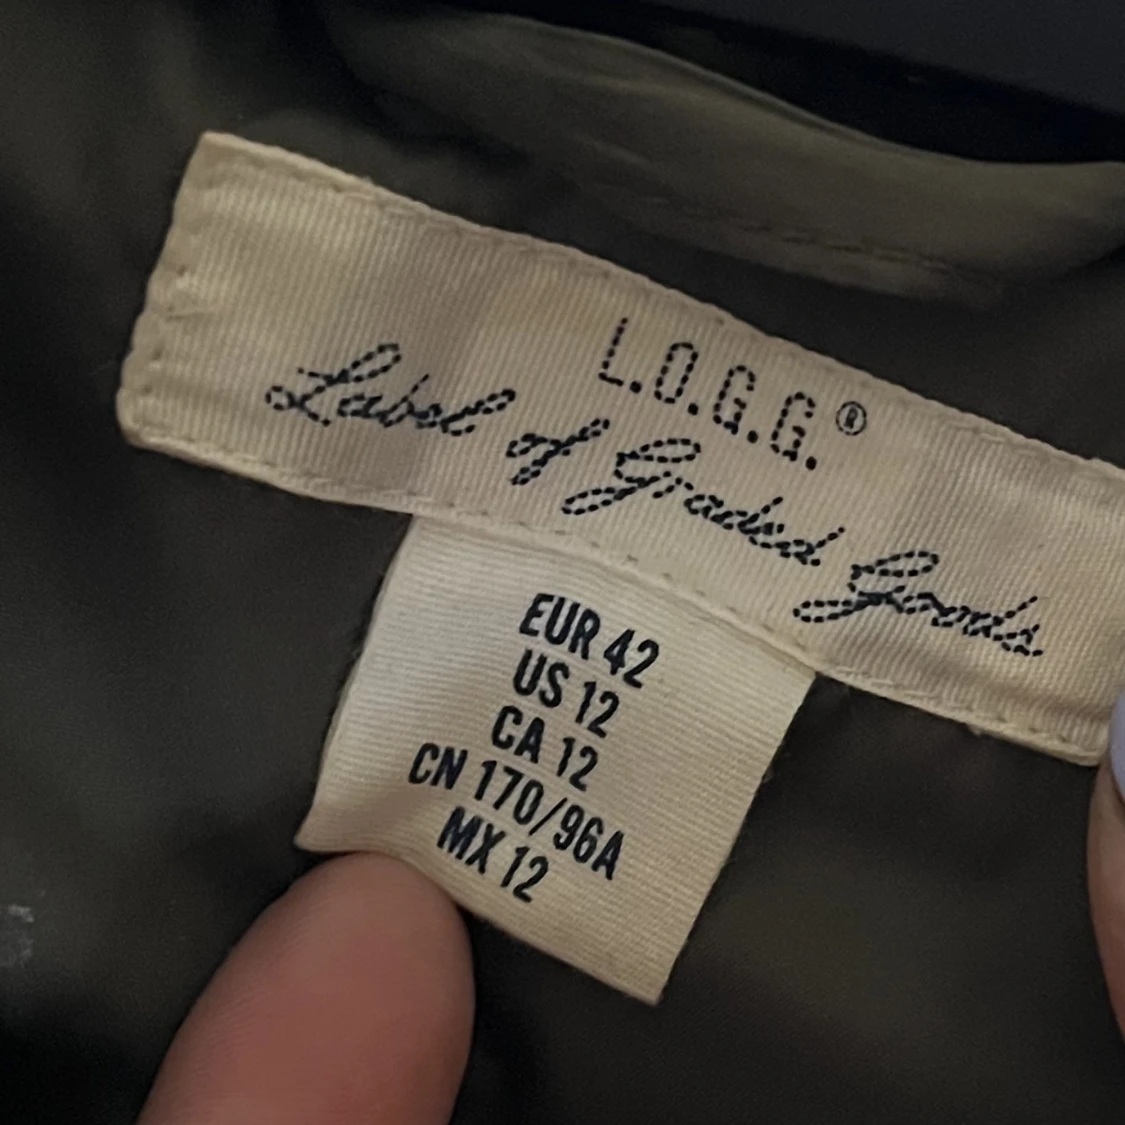 L.O.G.G.®
Label of Graded Goods
EUR 42
US 12
CA 12
CN 170/96A
MX 12